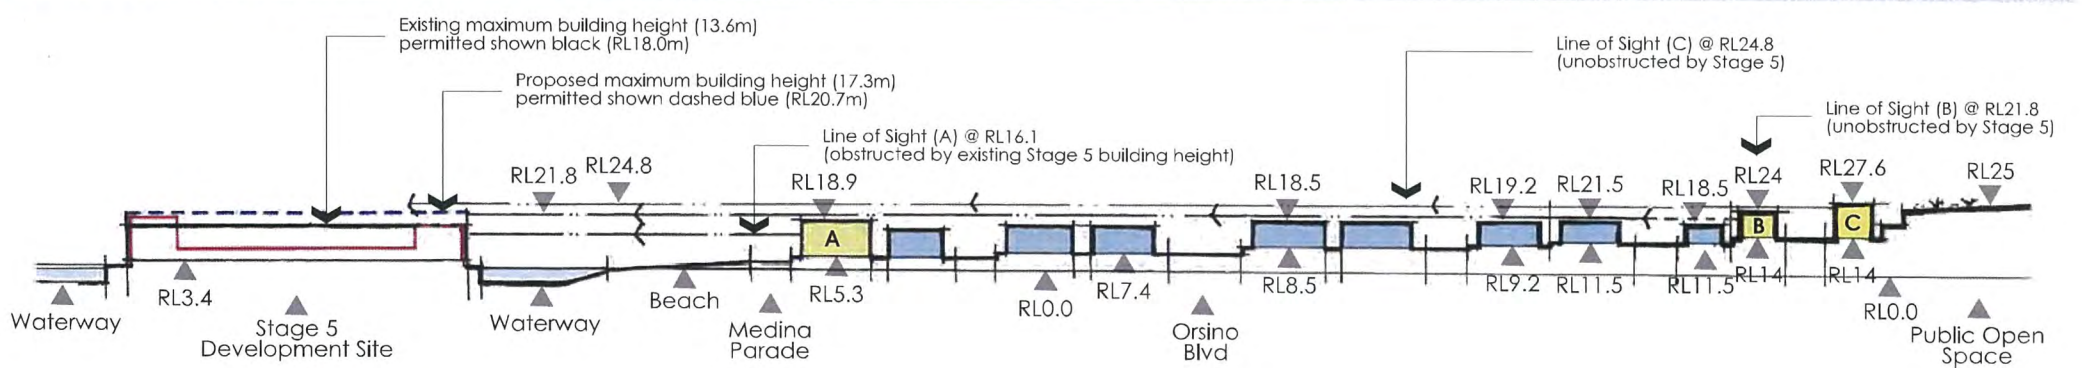 Existing maximum building height (13.6m)
permitted shown black (RL18.0m)
Proposed maximum building height (17.3m)
permitted shown dashed blue (RL20.7m)
Line of Sight (A) @ RL16.1
(obstructed by existing Stage 5 building height)
Line of Sight (C) @ RL24.8
(unobstructed by Stage 5)
Line of Sight (B) @ RL21.8
(unobstructed by Stage 5)
RL21.8
RL24.8
RL18.9
RL18.5
RL19.2
RL21.5
RL18.5
RL24
RL27.6
RL25
A
B
C
RL3.4
RL5.3
RL0.0
RL7.4
RL8.5
RL9.2
RL11.5
RL11.5
RL14
RL14
RL0.0
Waterway
Stage 5
Development Site
Waterway
Beach
Medina
Parade
Orsino
Blvd
Public Open
Space